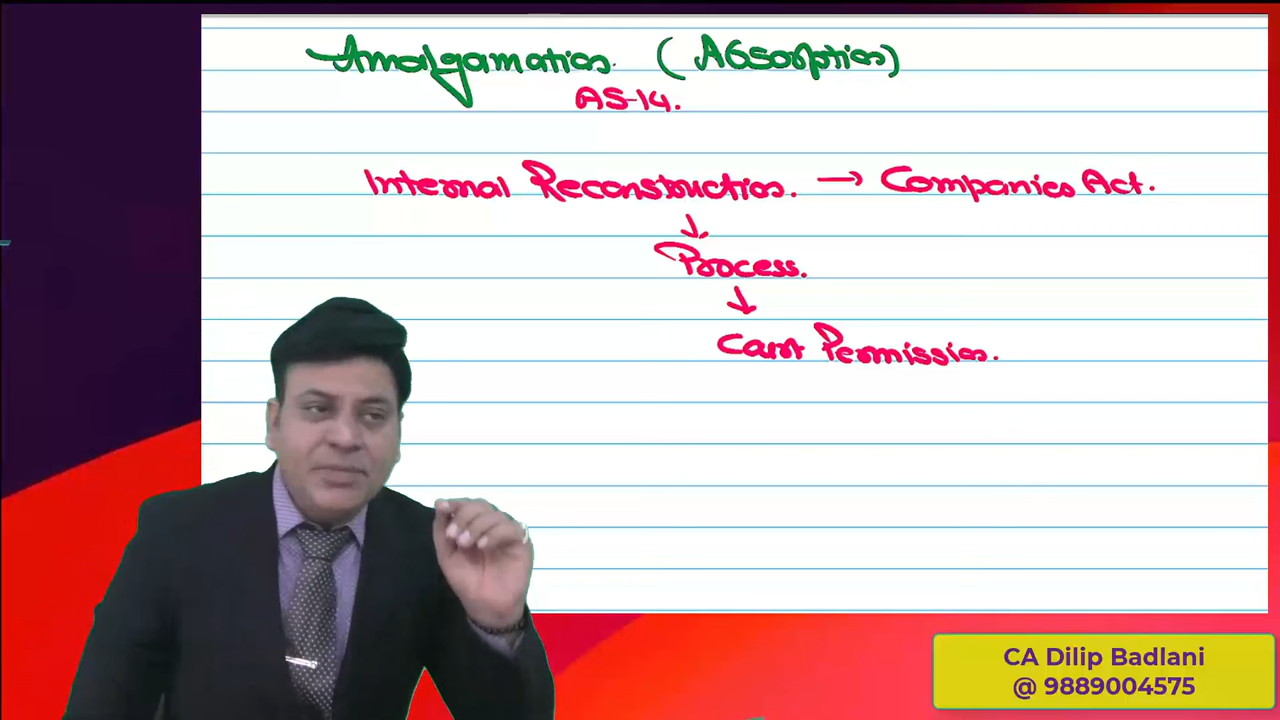 Amalgamation. (Absorption)
AS-14.
Internal Reconstruction. → Companies Act.
↓
Process.
↓
Court Permission.
CA Dilip Badlani
@ 9889004575